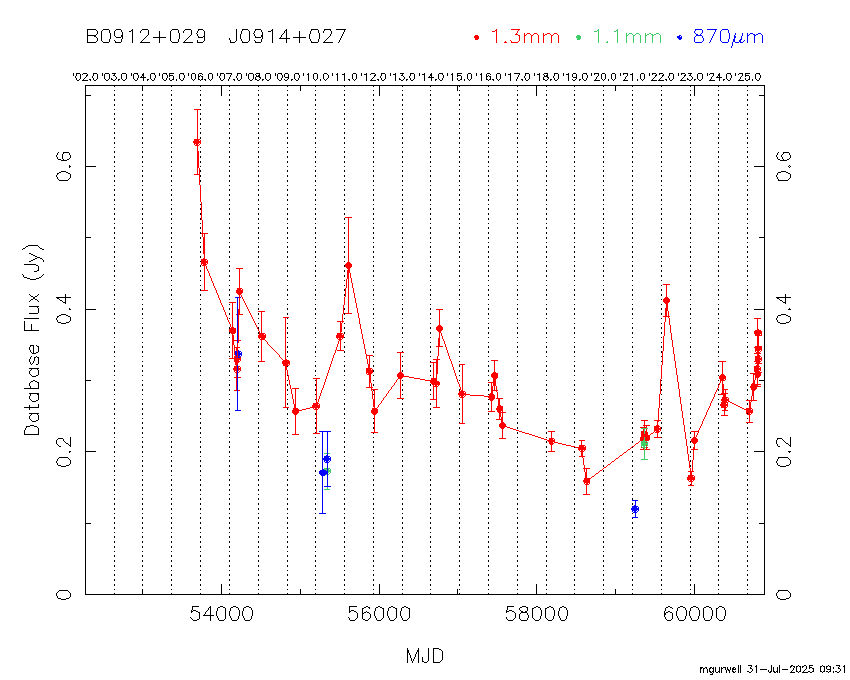 B0912+029 J0914+027 1.3mm 1.1mm 870µm
'02.0 '03.0 '04.0 '05.0 '06.0 '07.0 '08.0 '09.0 '10.0 '11.0 '12.0 '13.0 '14.0 '15.0 '16.0 '17.0 '18.0 '19.0 '20.0 '21.0 '22.0 '23.0 '24.0 '25.0
0.6 0.6
Database Flux (Jy)
0.4 0.4
0.2 0.2
0 0
54000 56000 58000 60000
MJD
mgurwell 31-Jul-2025 09:31